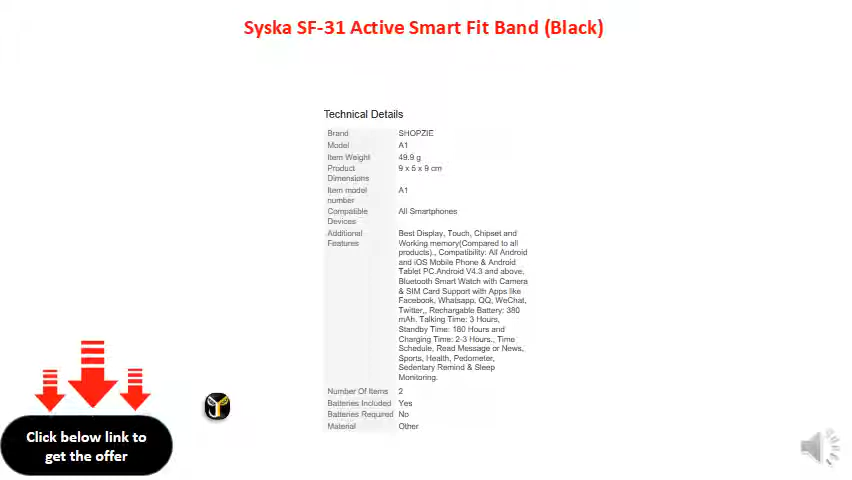 Syska SF-31 Active Smart Fit Band (Black)
Technical Details
Brand SHOPZIE
Model A1
Item Weight 49.9 g
Product Dimensions 9 x 5 x 9 cm
Item model number A1
Compatible Devices All Smartphones
Additional Features Best Display, Touch, Chipset and
Working memory(Compared to all
products)., Compatibility: All Android
and iOS Mobile Phone & Android
Tablet PC.Android V4.3 and above,
Bluetooth Smart Watch with Camera
& SIM Card Support with Apps like
Facebook, Whatsapp, QQ, WeChat,
Twitter,, Rechargable Battery: 380
mAh. Talking Time: 3 Hours,
Standby Time: 180 Hours and
Charging Time: 2-3 Hours., Time
Schedule, Read Message or News,
Sports, Health, Pedometer,
Sedentary Remind & Sleep
Monitoring.
Number Of Items 2
Batteries Included Yes
Batteries Required No
Material Other
Click below link to
get the offer